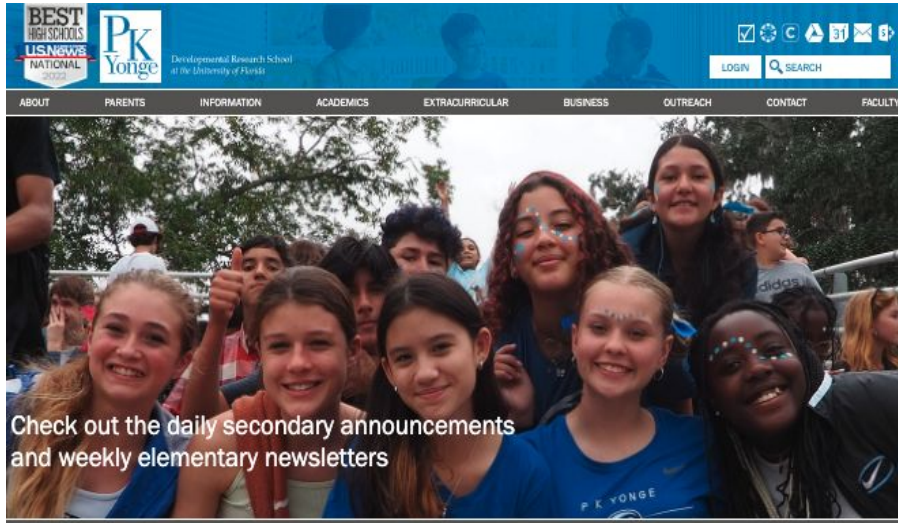 BEST
HIGH SCHOOLS
U.S.News
NATIONAL
2022
PK
Yonge
Developmental Research School
at the University of Florida
31
LOGIN
SEARCH
ABOUT PARENTS INFORMATION ACADEMICS EXTRACURRICULAR BUSINESS OUTREACH CONTACT FACULTY
adidas
Check out the daily secondary announcements
and weekly elementary newsletters
P K YONGE